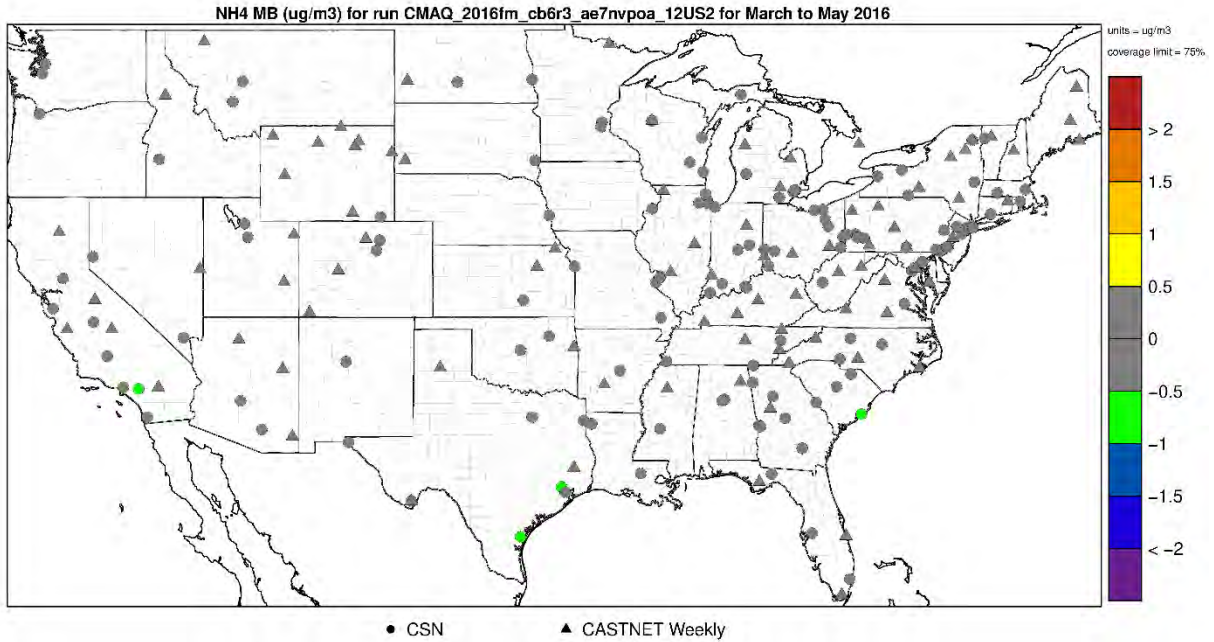 NH4 MB (ug/m3) for run CMAQ_2016fm_cb6r3_ae7nvpoa_12US2 for March to May 2016
units = ug/m3
coverage limit = 75%
> 2
1.5
1
0.5
0
−0.5
−1
−1.5
< −2
CSN
CASTNET Weekly